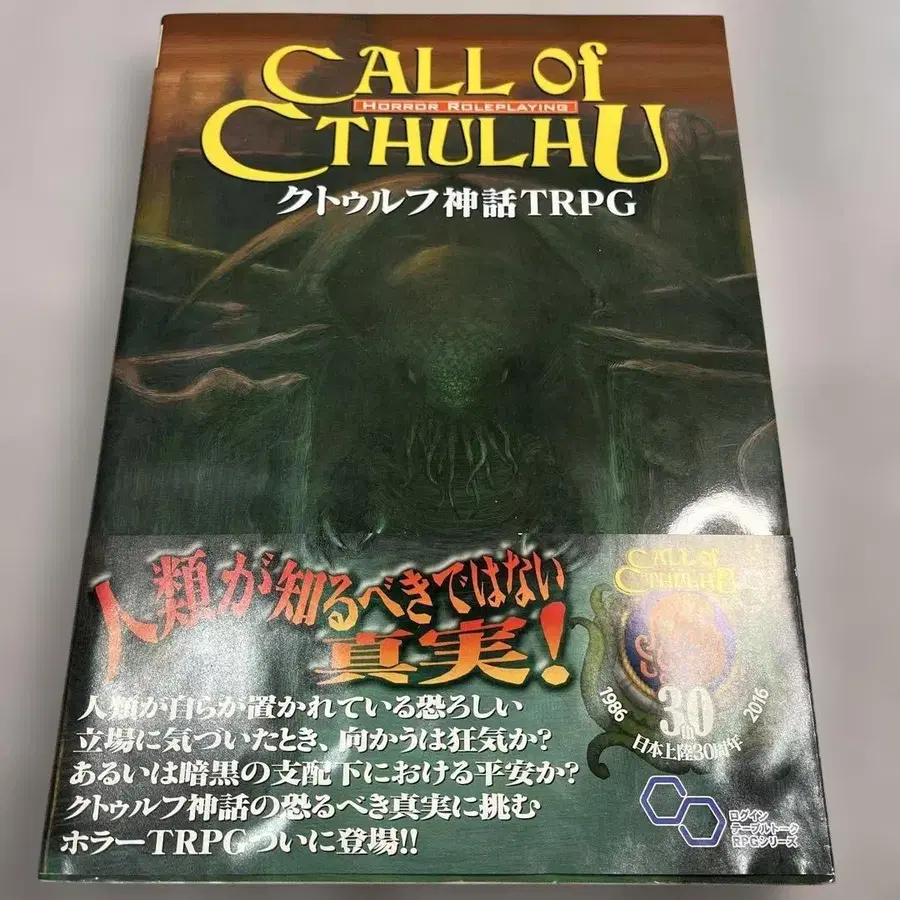 CALL of
HORROR ROLEPLAYING
CTHULHU
クトゥルフ神話TRPG
人類が知るべきではない
真実!
人類が自らが置かれている恐ろしい
立場に気づいたとき、向かうは狂気か?
あるいは暗黒の支配下における平安か?
クトゥルフ神話の恐るべき真実に挑む
ホラーTRPGついに登場!!
CALL of
CTHULHU
30th
1986
2016
日本上陸30周年
ログイン
テーブルトーク
RPGシリーズ